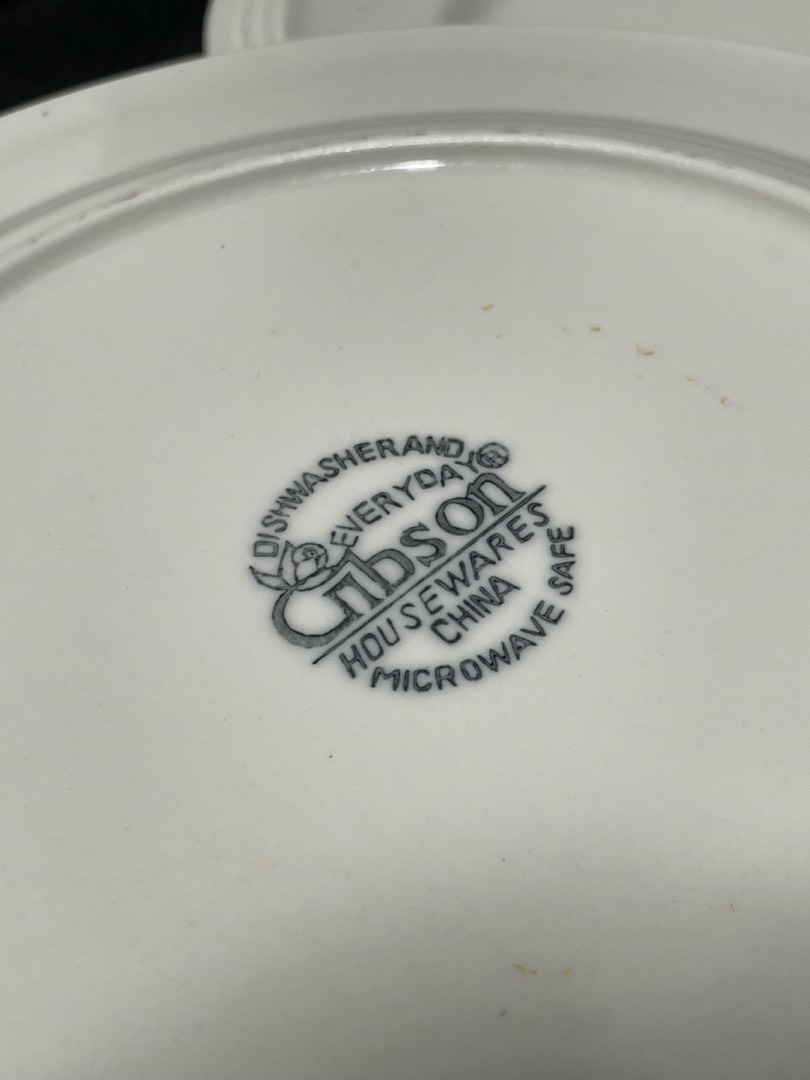 DISHWASHER AND
EVERYDAY
Gibson
HOUSEWARES
CHINA
MICROWAVE SAFE